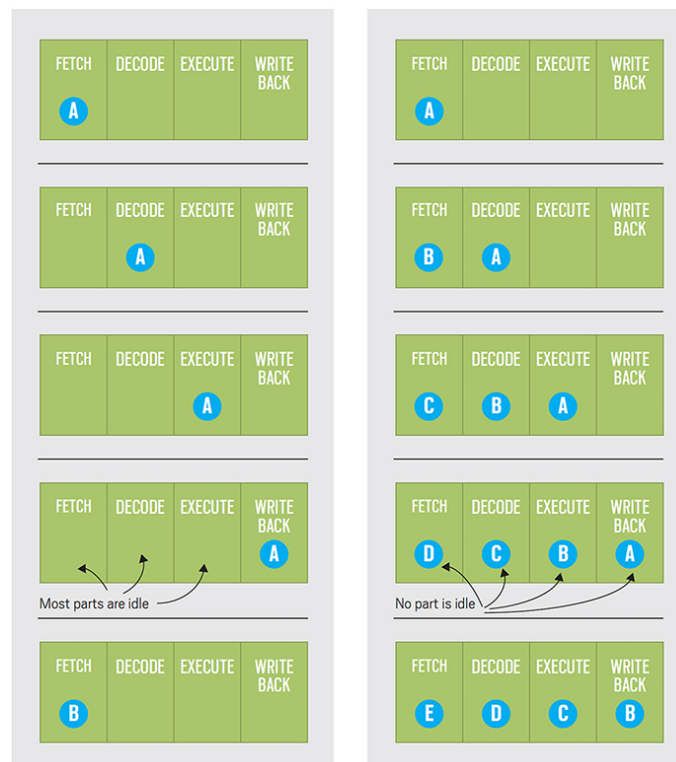 FETCH DECODE EXECUTE WRITE
BACK
A
FETCH DECODE EXECUTE WRITE
BACK
A
FETCH DECODE EXECUTE WRITE
BACK
A
FETCH DECODE EXECUTE WRITE
BACK
A
Most parts are idle
FETCH DECODE EXECUTE WRITE
BACK
B
FETCH DECODE EXECUTE WRITE
BACK
A
FETCH DECODE EXECUTE WRITE
BACK
B A
FETCH DECODE EXECUTE WRITE
BACK
C B A
FETCH DECODE EXECUTE WRITE
BACK
D C B A
No part is idle
FETCH DECODE EXECUTE WRITE
BACK
E D C B